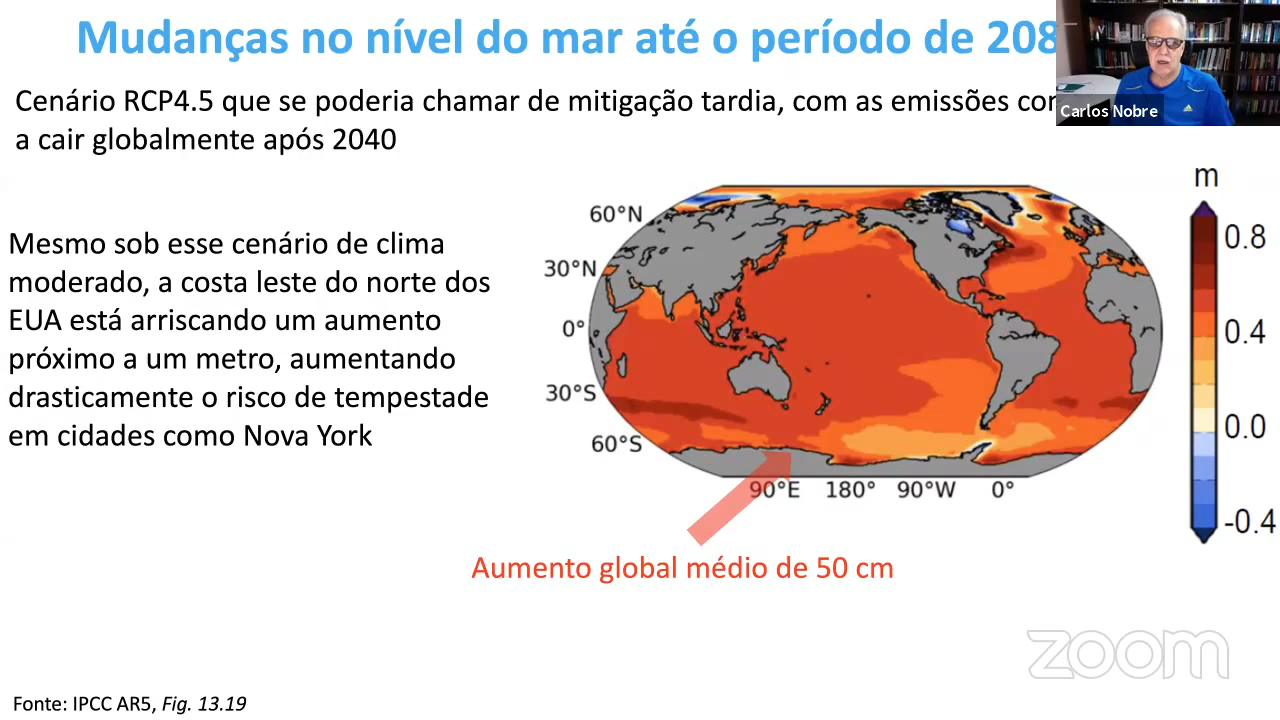 Mudanças no nível do mar até o período de 208
Cenário RCP4.5 que se poderia chamar de mitigação tardia, com as emissões
a cair globalmente após 2040
Carlos Nobre
Mesmo sob esse cenário de clima
moderado, a costa leste do norte dos
EUA está arriscando um aumento
próximo a um metro, aumentando
drasticamente o risco de tempestade
em cidades como Nova York
m
60°N
30°N
0°
30°S
60°S
90°E 180° 90°W 0°
0.8
0.4
0.0
-0.4
Aumento global médio de 50 cm
zoom
Fonte: IPCC AR5, Fig. 13.19